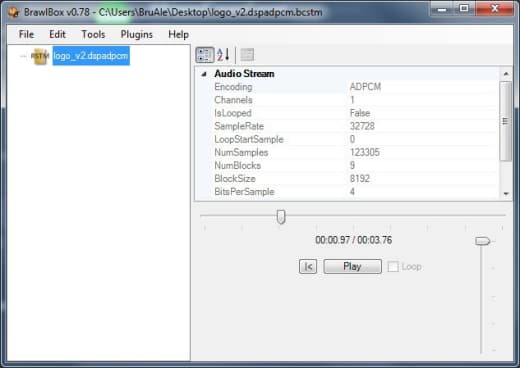 BrawlBox v0.78 - C:\Users\BruAle\Desktop\logo_v2.dspadpcm.bcstm
File Edit Tools Plugins Help
RSTM logo_v2.dspadpcm
A Z
Audio Stream
Encoding ADPCM
Channels 1
IsLooped False
SampleRate 32728
LoopStartSample 0
NumSamples 123305
NumBlocks 9
BlockSize 8192
BitsPerSample 4
00:00.97 / 00:03.76
|< Play Loop